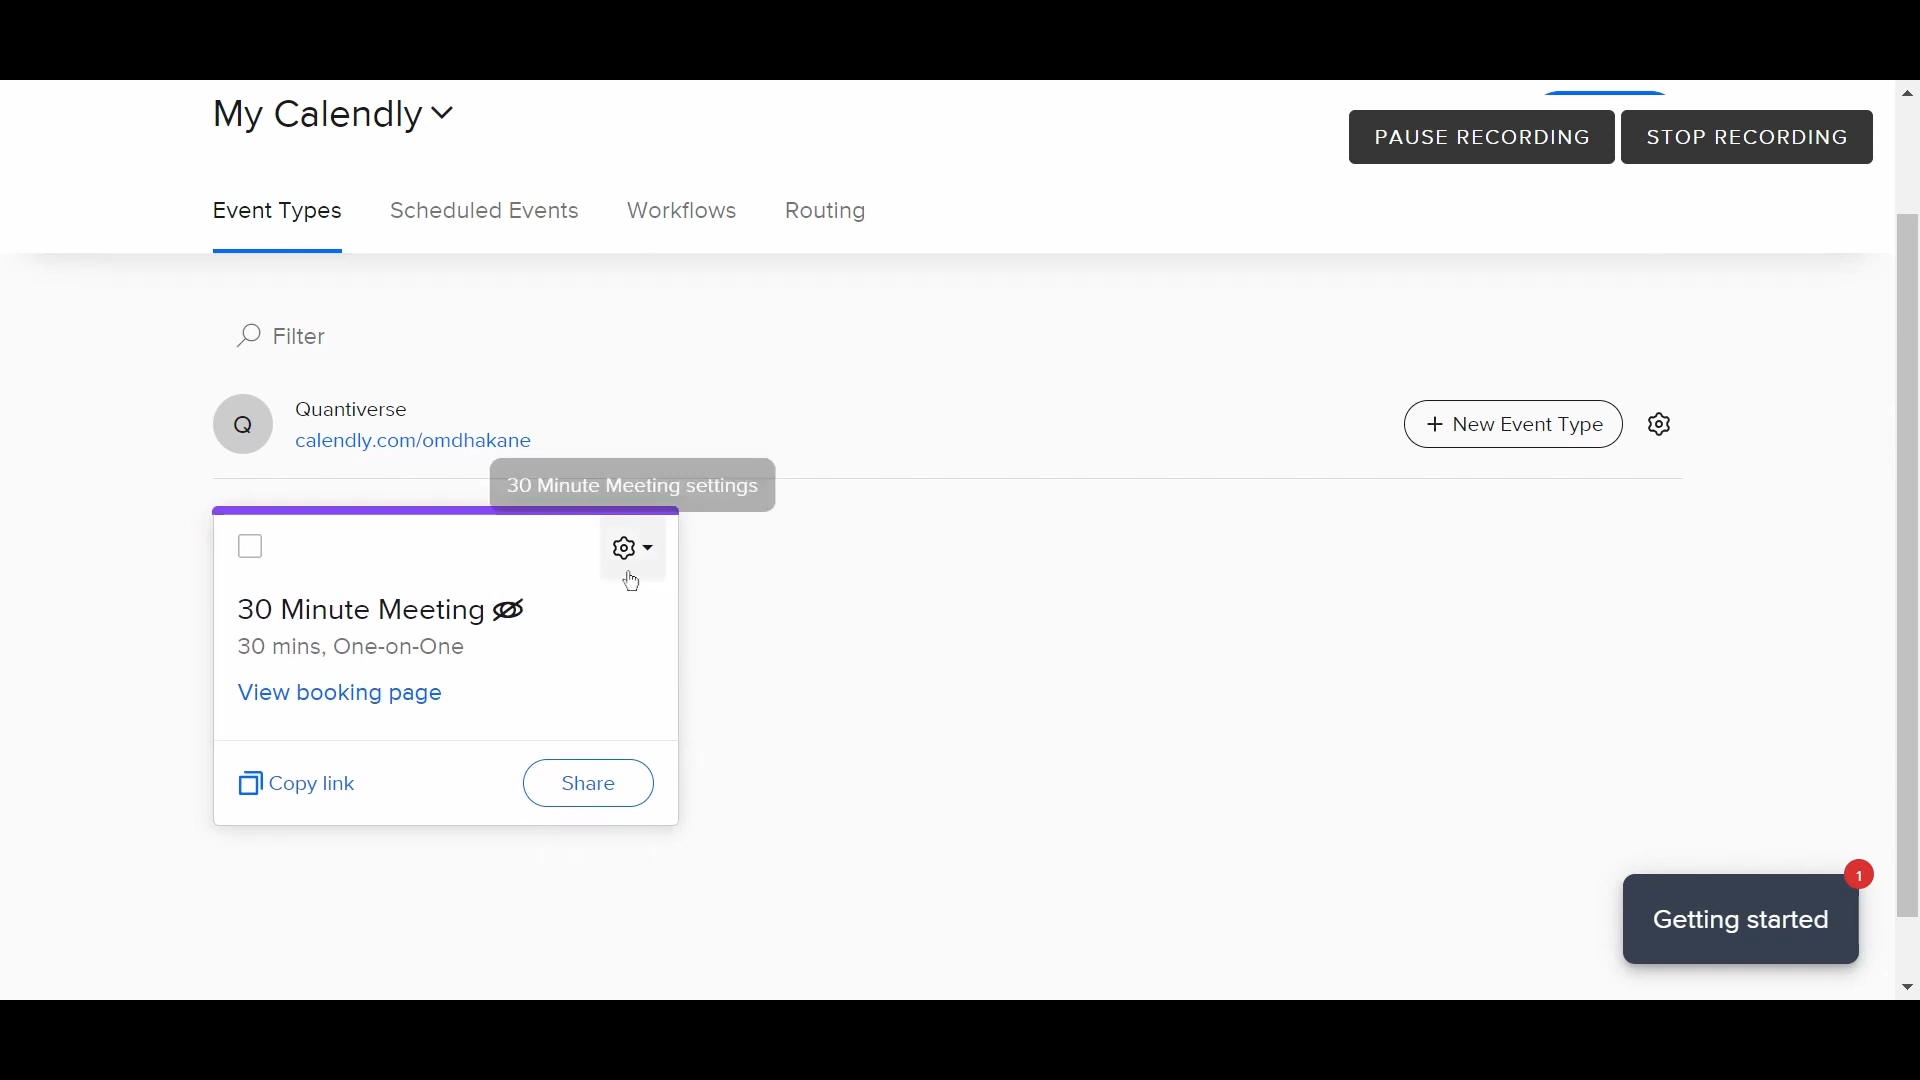 My Calendly
PAUSE RECORDING
STOP RECORDING
Event Types
Scheduled Events
Workflows
Routing
Filter
Q
Quantiverse
calendly.com/omdhakane
+ New Event Type
30 Minute Meeting settings
30 Minute Meeting
30 mins, One-on-One
View booking page
Copy link
Share
1
Getting started